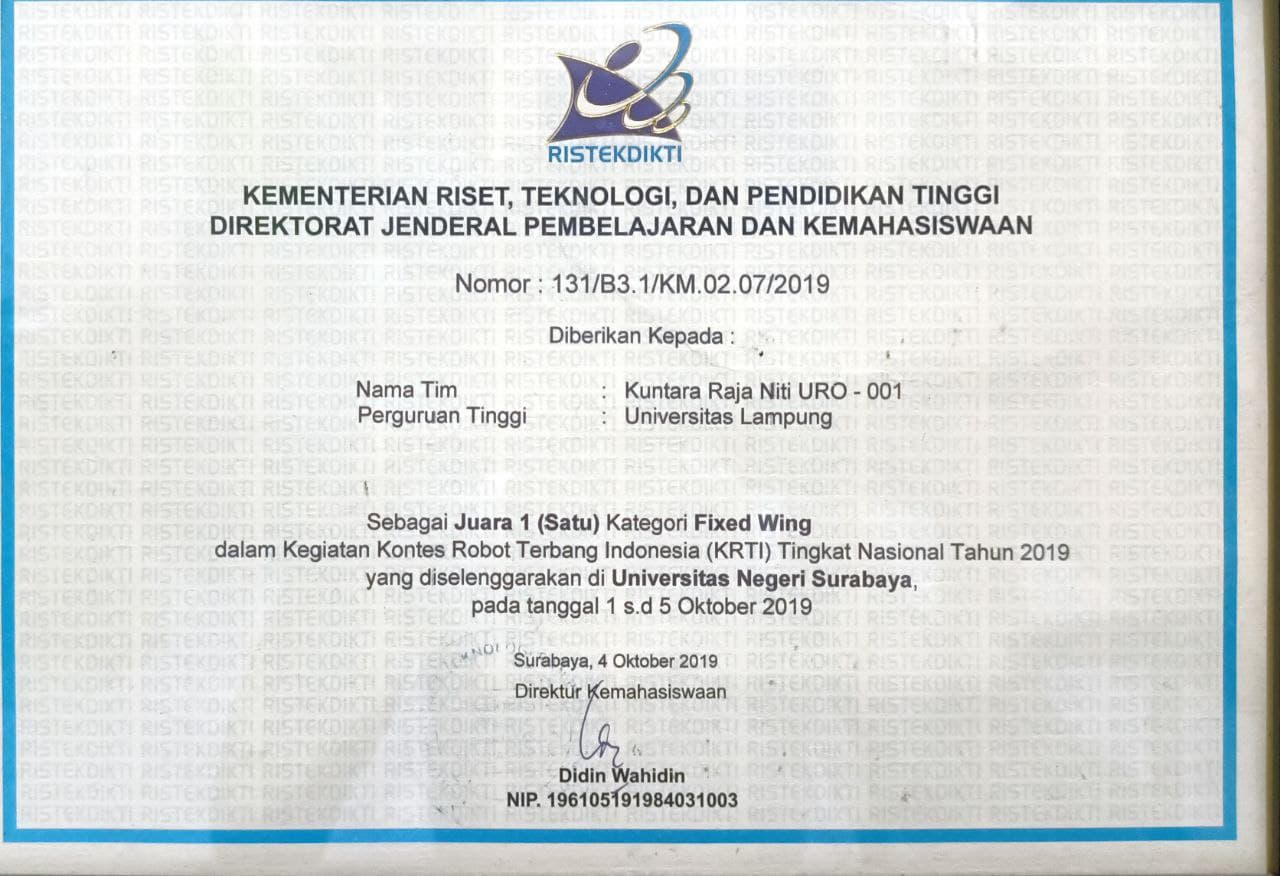 RISTEKDIKTI
KEMENTERIAN RISET, TEKNOLOGI, DAN PENDIDIKAN TINGGI
DIREKTORAT JENDERAL PEMBELAJARAN DAN KEMAHASISWAAN
Nomor : 131/B3.1/KM.02.07/2019
Diberikan Kepada :
Nama Tim : Kuntara Raja Niti URO - 001
Perguruan Tinggi : Universitas Lampung
Sebagai Juara 1 (Satu) Kategori Fixed Wing
dalam Kegiatan Kontes Robot Terbang Indonesia (KRTI) Tingkat Nasional Tahun 2019
yang diselenggarakan di Universitas Negeri Surabaya,
pada tanggal 1 s.d 5 Oktober 2019
Surabaya, 4 Oktober 2019
Direktur Kemahasiswaan
Didin Wahidin
NIP. 196105191984031003